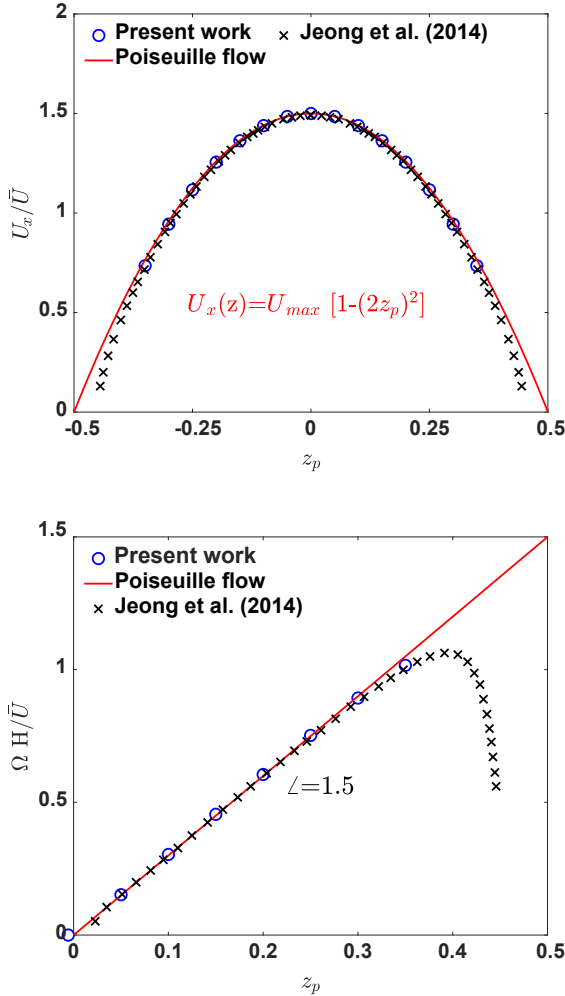 2
Present work Jeong et al. (2014)
Poiseuille flow
1.5
1
0.5
0
U_x/Ū
U_x(z)=U_{max} [1-(2z_p)^2]
-0.5 -0.25 0 0.25 0.5
z_p
1.5
Present work
Poiseuille flow
Jeong et al. (2014)
1
0.5
0
Ω H/Ū
∠=1.5
0 0.1 0.2 0.3 0.4 0.5
z_p